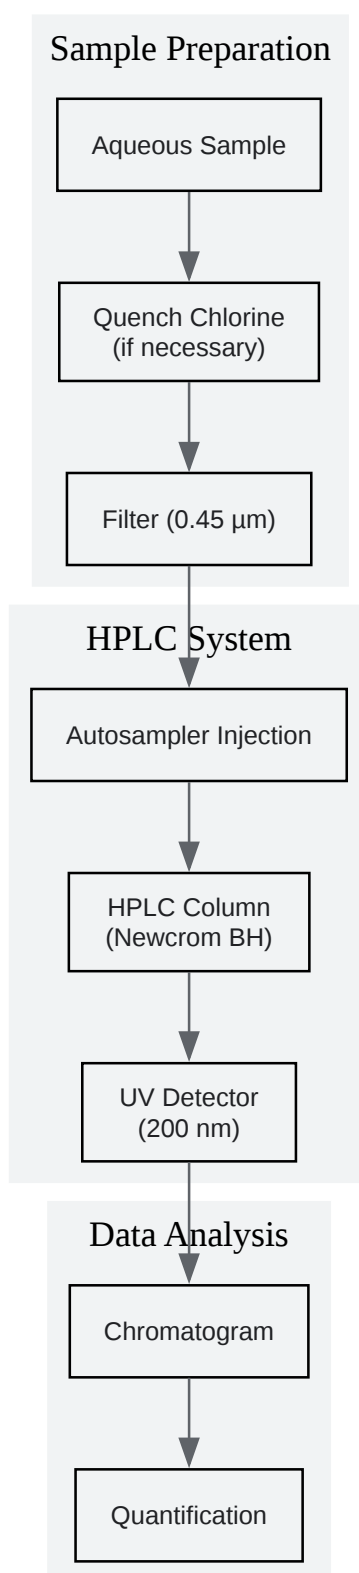 Sample Preparation
Aqueous Sample
Quench Chlorine
(if necessary)
Filter (0.45 µm)
HPLC System
Autosampler Injection
HPLC Column
(Newcrom BH)
UV Detector
(200 nm)
Data Analysis
Chromatogram
Quantification